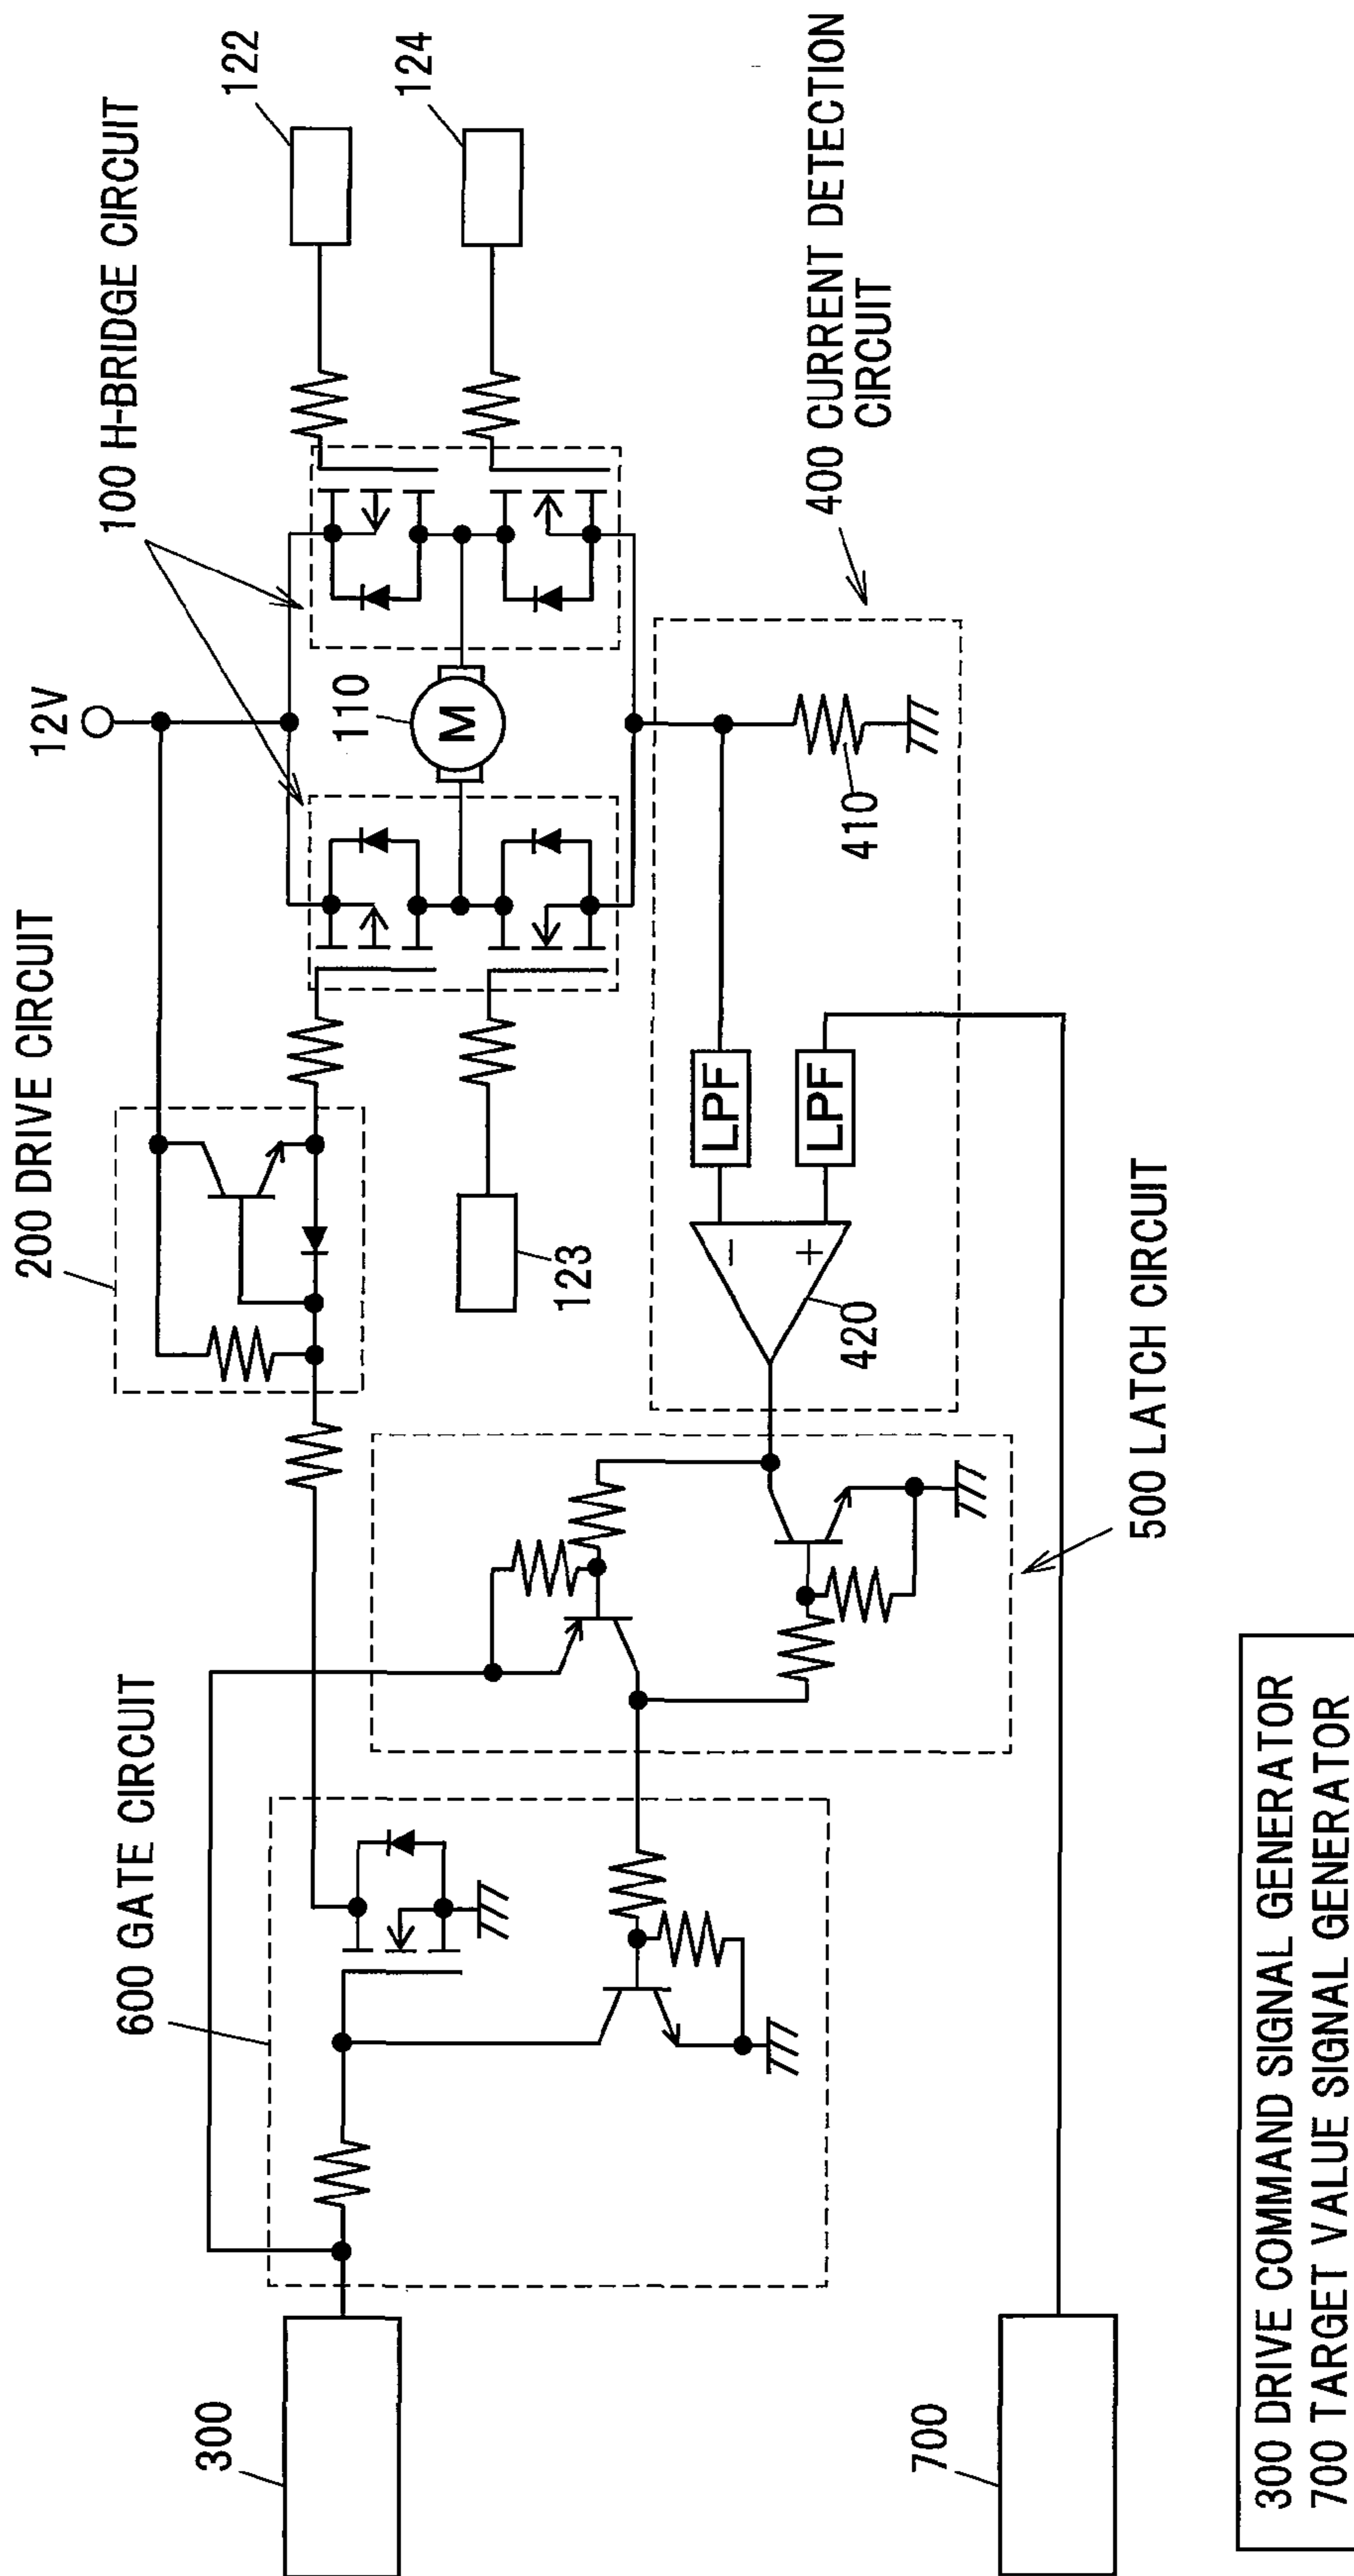 12V
100 H-BRIDGE CIRCUIT
122
124
110
M
200 DRIVE CIRCUIT
123
LPF
LPF
−
+
410
420
400 CURRENT DETECTION
CIRCUIT
500 LATCH CIRCUIT
600 GATE CIRCUIT
300
700
300 DRIVE COMMAND SIGNAL GENERATOR
700 TARGET VALUE SIGNAL GENERATOR